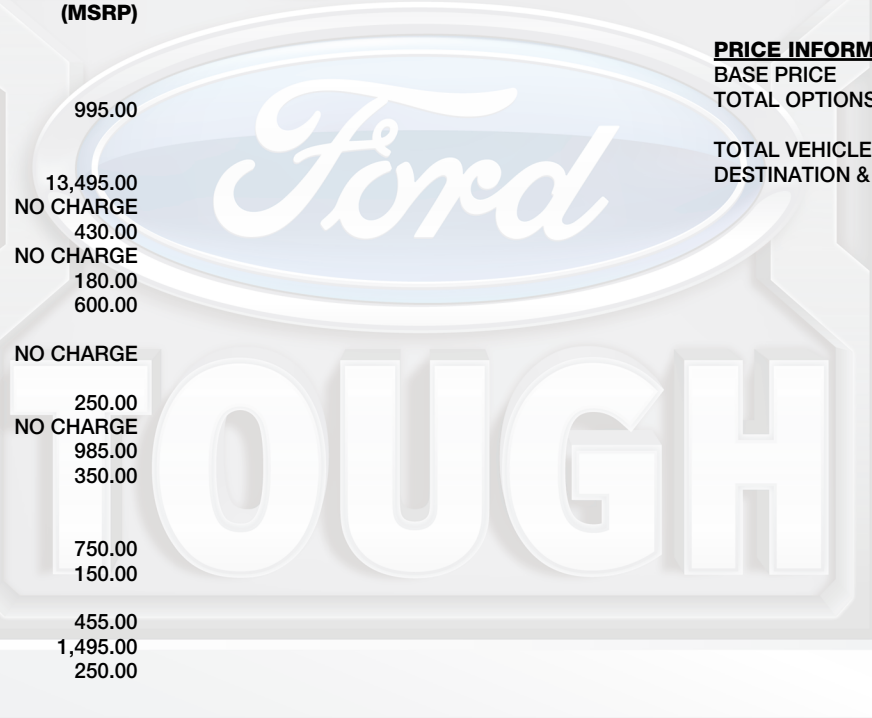 (MSRP)
995.00
13,495.00
NO CHARGE
430.00
NO CHARGE
180.00
600.00
NO CHARGE
250.00
NO CHARGE
985.00
350.00
750.00
150.00
455.00
1,495.00
250.00
PRICE INFORM
BASE PRICE
TOTAL OPTIONS
TOTAL VEHICLE
DESTINATION &
Ford
TOUGH